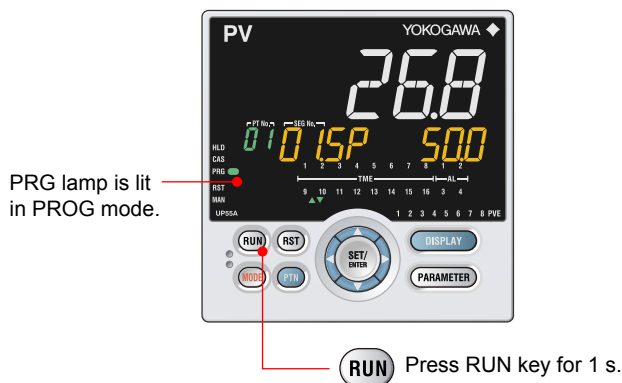 PV YOKOGAWA
26.8
PT No. SEG No.
01 01.SP 50.0
HLD
CAS
1 2 3 4 5 6 7 8 1 2
PRG
TME AL
RST
9 10 11 12 13 14 15 16 3 4
MAN
UP55A 1 2 3 4 5 6 7 8 PVE
PRG lamp is lit
in PROG mode.
RUN RST SET/ ENTER DISPLAY
MODE PTN PARAMETER
RUN Press RUN key for 1 s.